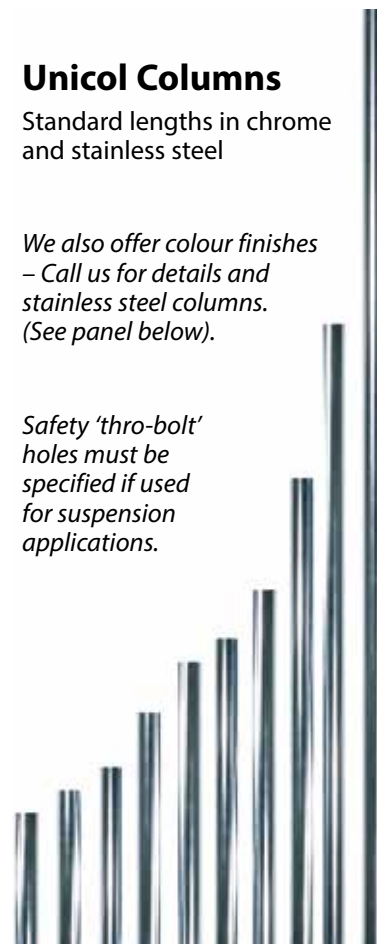 Unicol Columns
Standard lengths in chrome
and stainless steel
We also offer colour finishes
– Call us for details and
stainless steel columns.
(See panel below).
Safety ‘thro-bolt’
holes must be
specified if used
for suspension
applications.